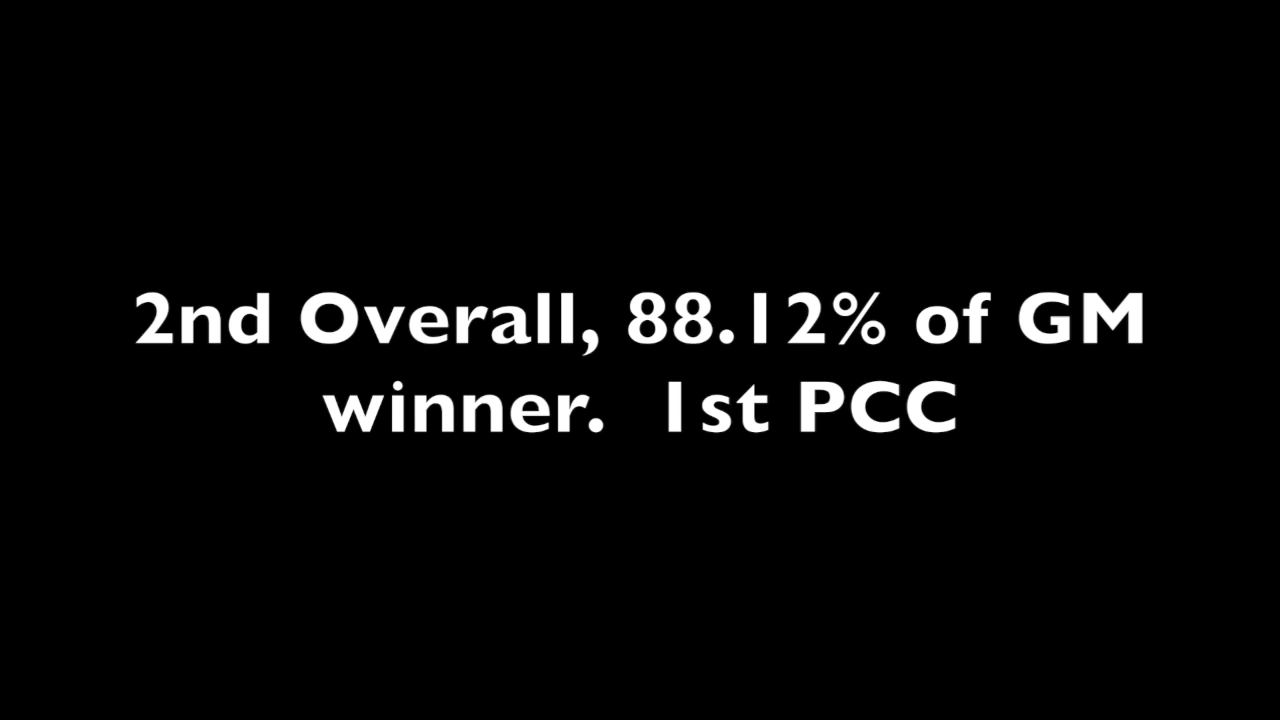 2nd Overall, 88.12% of GM
winner.  1st PCC